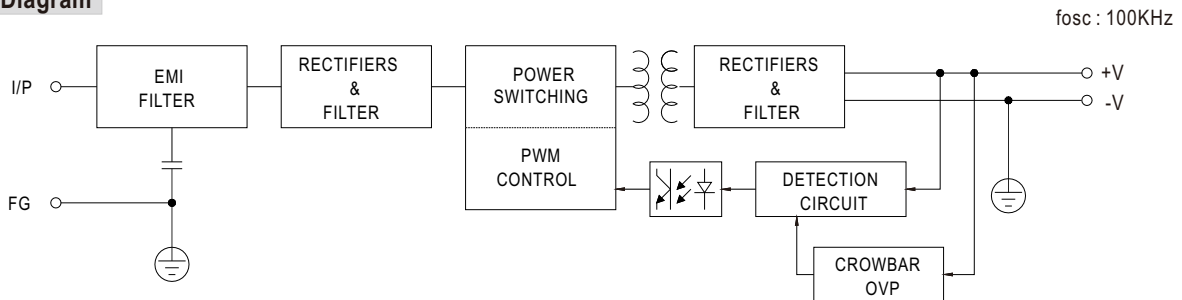 Diagram
fosc : 100KHz
I/P
EMI
FILTER
RECTIFIERS
&
FILTER
POWER
SWITCHING
PWM
CONTROL
RECTIFIERS
&
FILTER
+V
-V
FG
DETECTION
CIRCUIT
CROWBAR
OVP